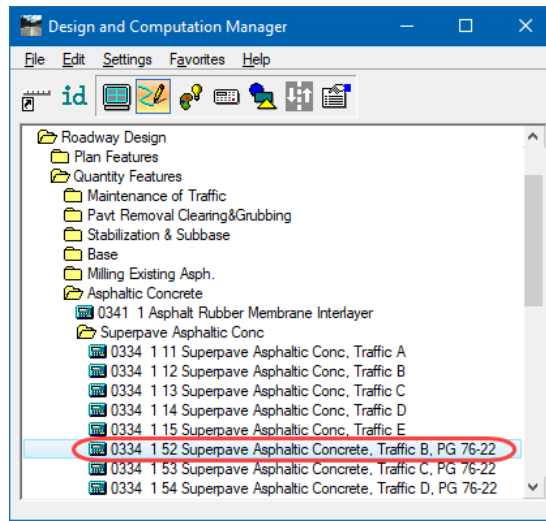 Design and Computation Manager
File Edit Settings Favorites Help
id
Roadway Design
Plan Features
Quantity Features
Maintenance of Traffic
Pavt Removal Clearing&Grubbing
Stabilization & Subbase
Base
Milling Existing Asph.
Asphaltic Concrete
0341 1 Asphalt Rubber Membrane Interlayer
Superpave Asphaltic Conc
0334 1 11 Superpave Asphaltic Conc, Traffic A
0334 1 12 Superpave Asphaltic Conc, Traffic B
0334 1 13 Superpave Asphaltic Conc, Traffic C
0334 1 14 Superpave Asphaltic Conc, Traffic D
0334 1 15 Superpave Asphaltic Conc, Traffic E
0334 1 52 Superpave Asphaltic Concrete, Traffic B, PG 76-22
0334 1 53 Superpave Asphaltic Concrete, Traffic C, PG 76-22
0334 1 54 Superpave Asphaltic Concrete, Traffic D, PG 76-22